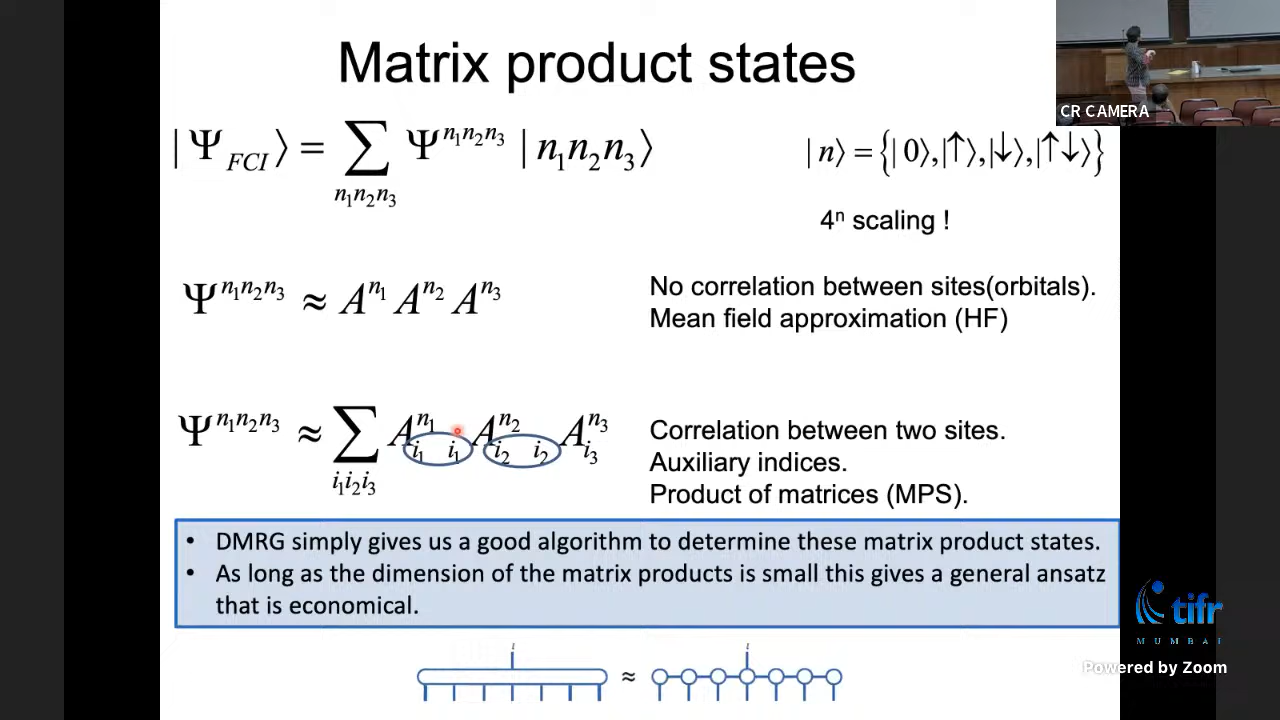 Matrix product states
CR CAMERA
|Ψ_FCI⟩ = ∑_{n₁n₂n₃} Ψ^{n₁n₂n₃} |n₁n₂n₃⟩
|n⟩ = {|0⟩,|↑⟩,|↓⟩,|↑↓⟩}
4ⁿ scaling !
Ψ^{n₁n₂n₃} ≈ A^{n₁} A^{n₂} A^{n₃}
No correlation between sites(orbitals).
Mean field approximation (HF)
Ψ^{n₁n₂n₃} ≈ ∑_{i₁i₂i₃} A^{n₁}_{i₁} _{i₁}A^{n₂}_{i₂} _{i₂}A^{n₃}_{i₃}
Correlation between two sites.
Auxiliary indices.
Product of matrices (MPS).
• DMRG simply gives us a good algorithm to determine these matrix product states.
• As long as the dimension of the matrix products is small this gives a general ansatz
that is economical.
tifr
MUMBAI
Powered by Zoom
i
≈
i